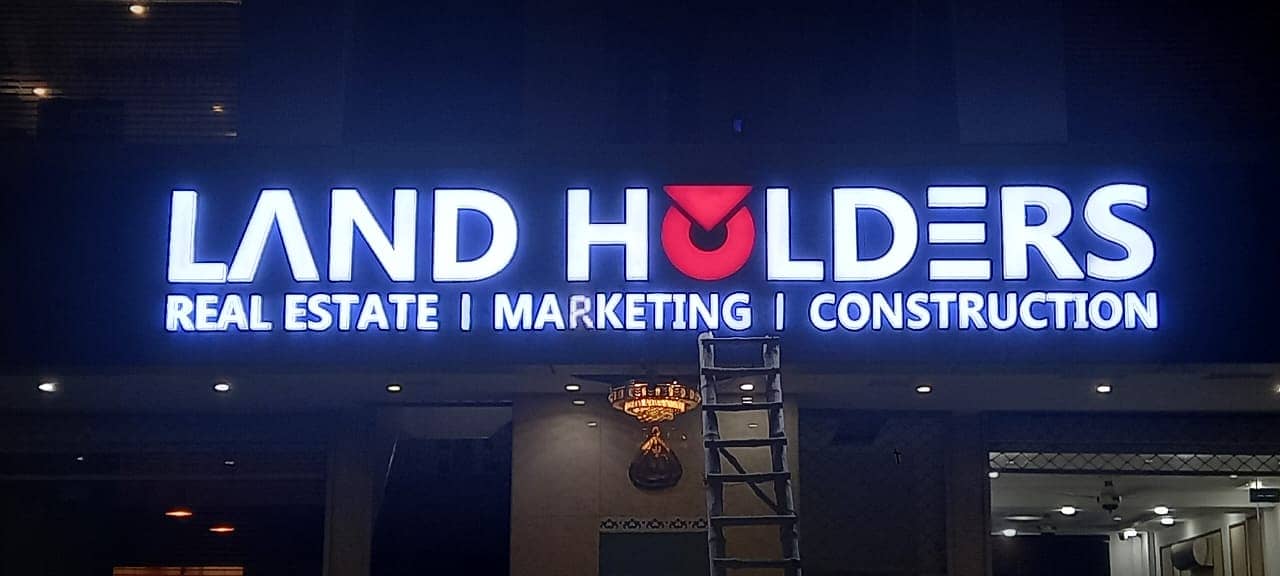 LAND HOLDERS
REAL ESTATE | MARKETING | CONSTRUCTION